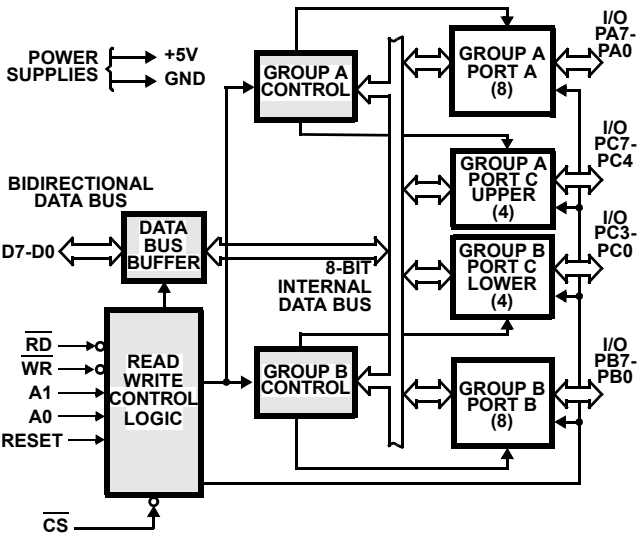 POWER
SUPPLIES
+5V
GND
GROUP A
CONTROL
GROUP A
PORT A
(8)
I/O
PA7-
PA0
GROUP A
PORT C
UPPER
(4)
I/O
PC7-
PC4
BIDIRECTIONAL
DATA BUS
D7-D0
DATA
BUS
BUFFER
8-BIT
INTERNAL
DATA BUS
GROUP B
PORT C
LOWER
(4)
I/O
PC3-
PC0
RD
WR
A1
A0
RESET
READ
WRITE
CONTROL
LOGIC
GROUP B
CONTROL
GROUP B
PORT B
(8)
I/O
PB7-
PB0
CS